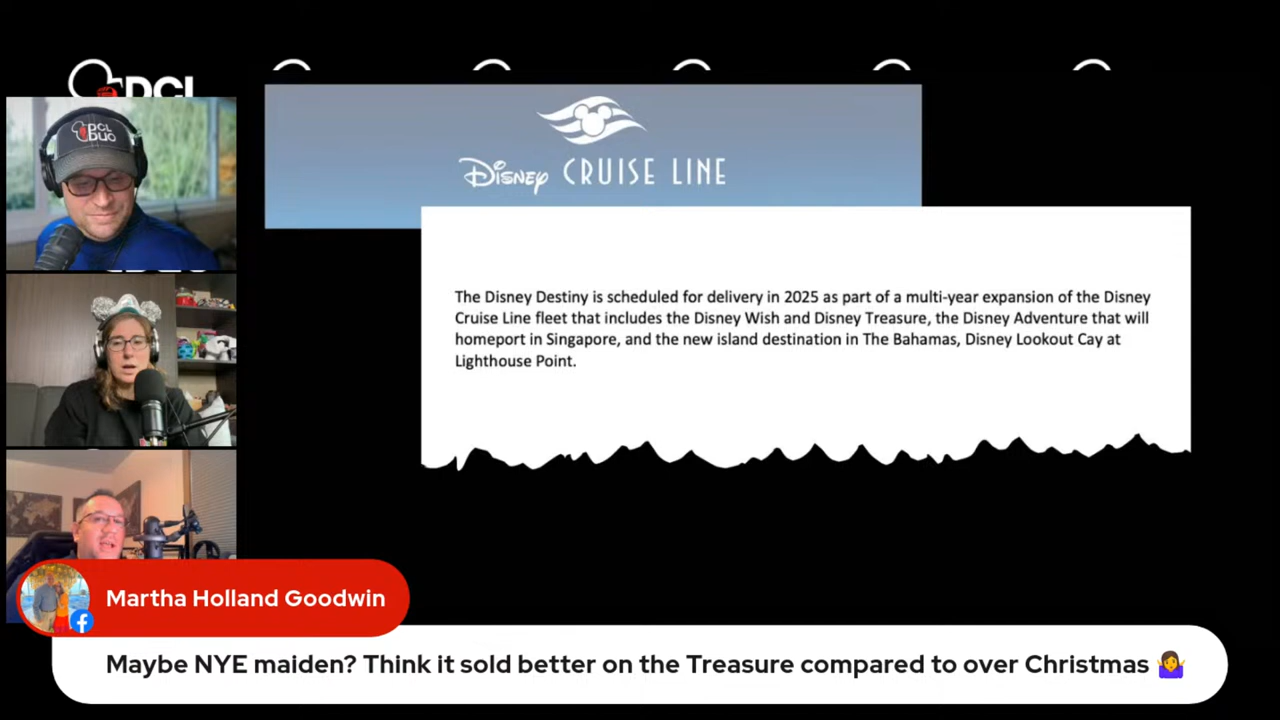 DCL
DCL
DUO
Disney CRUISE LINE
The Disney Destiny is scheduled for delivery in 2025 as part of a multi-year expansion of the Disney
Cruise Line fleet that includes the Disney Wish and Disney Treasure, the Disney Adventure that will
homeport in Singapore, and the new island destination in The Bahamas, Disney Lookout Cay at
Lighthouse Point.
Martha Holland Goodwin
Maybe NYE maiden? Think it sold better on the Treasure compared to over Christmas 🤷‍♀️